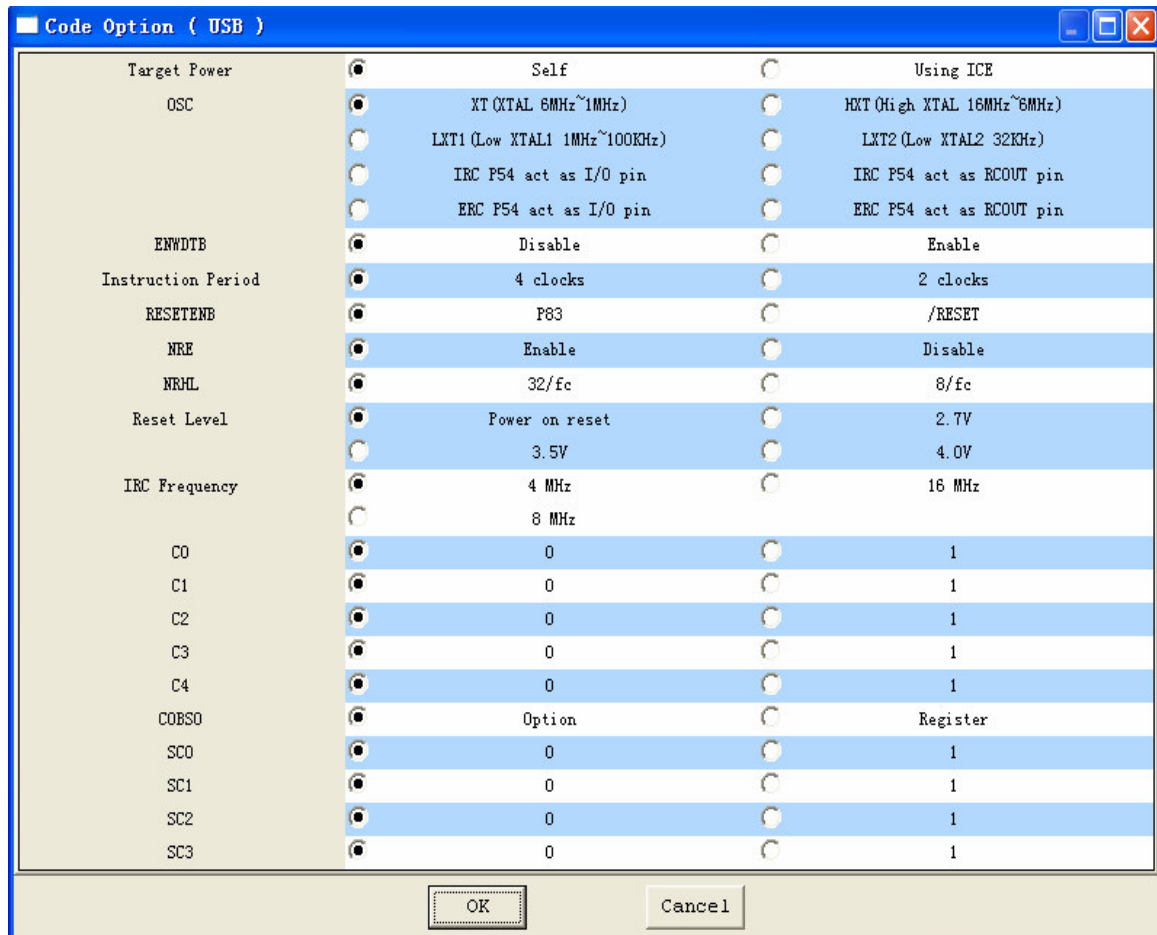 Code Option ( USB )
Target Power Self Using ICE
OSC XT(XTAL 6MHz~1MHz) HXT(High XTAL 16MHz~6MHz)
LXT1(Low XTAL1 1MHz~100KHz) LXT2(Low XTAL2 32KHz)
IRC P54 act as I/O pin IRC P54 act as RCOUT pin
ERC P54 act as I/O pin ERC P54 act as RCOUT pin
ENWDTB Disable Enable
Instruction Period 4 clocks 2 clocks
RESETENB P83 /RESET
NRE Enable Disable
NRHL 32/fc 8/fc
Reset Level Power on reset 2.7V
3.5V 4.0V
IRC Frequency 4 MHz 16 MHz
8 MHz
C0 0 1
C1 0 1
C2 0 1
C3 0 1
C4 0 1
COBSO Option Register
SC0 0 1
SC1 0 1
SC2 0 1
SC3 0 1
OK Cancel